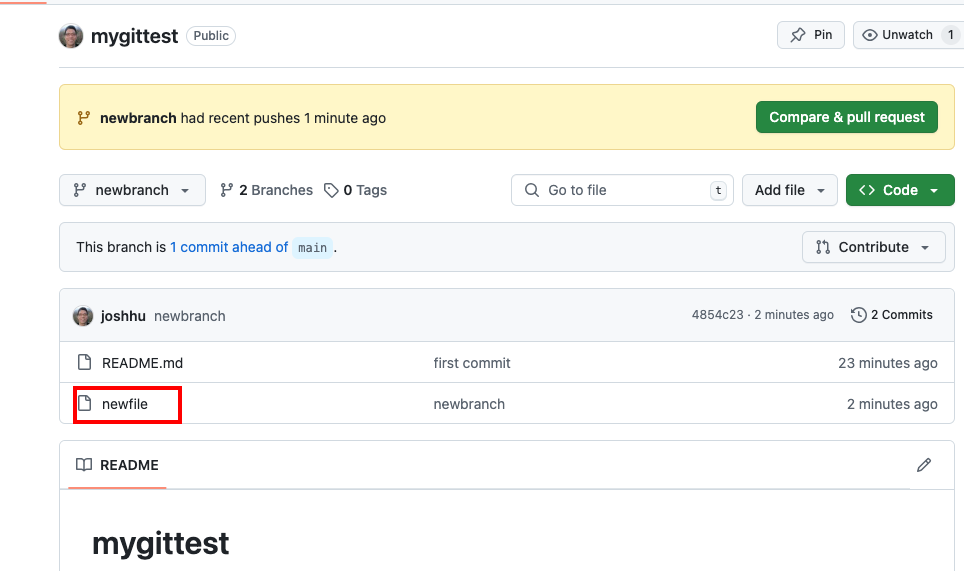 mygittest Public Pin Unwatch 1
newbranch had recent pushes 1 minute ago Compare & pull request
newbranch 2 Branches 0 Tags Go to file t Add file <> Code
This branch is 1 commit ahead of main . Contribute
joshhu newbranch 4854c23 · 2 minutes ago 2 Commits
README.md first commit 23 minutes ago
newfile newbranch 2 minutes ago
README
mygittest